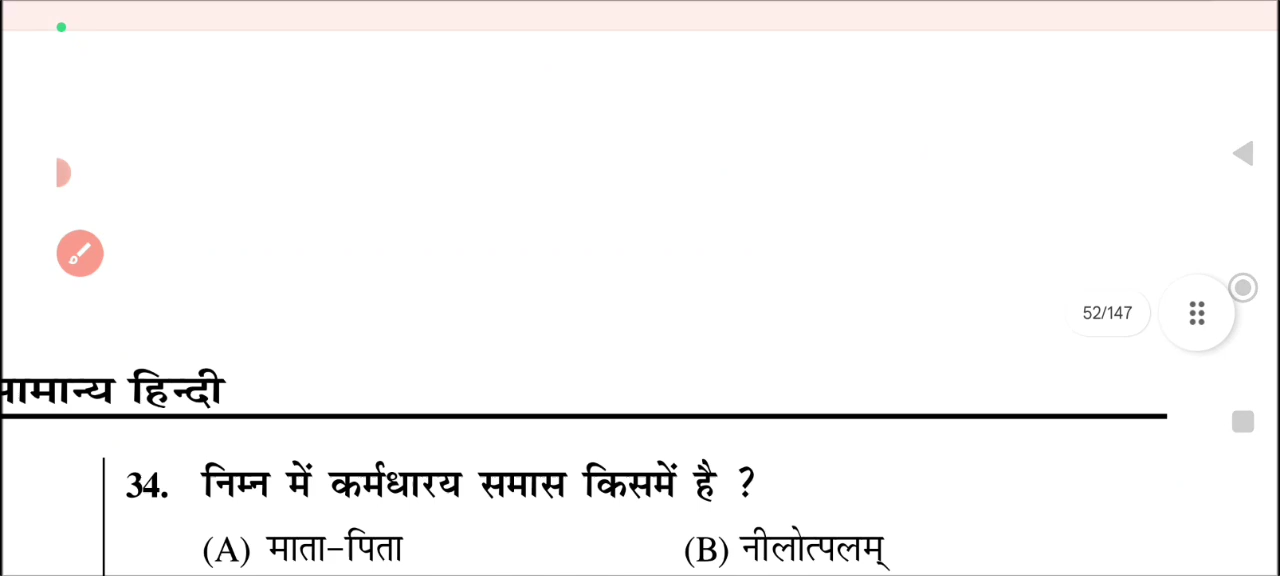 52/147
सामान्य हिन्दी
34. निम्न में कर्मधारय समास किसमें है ?
(A) माता-पिता (B) नीलोत्पलम्